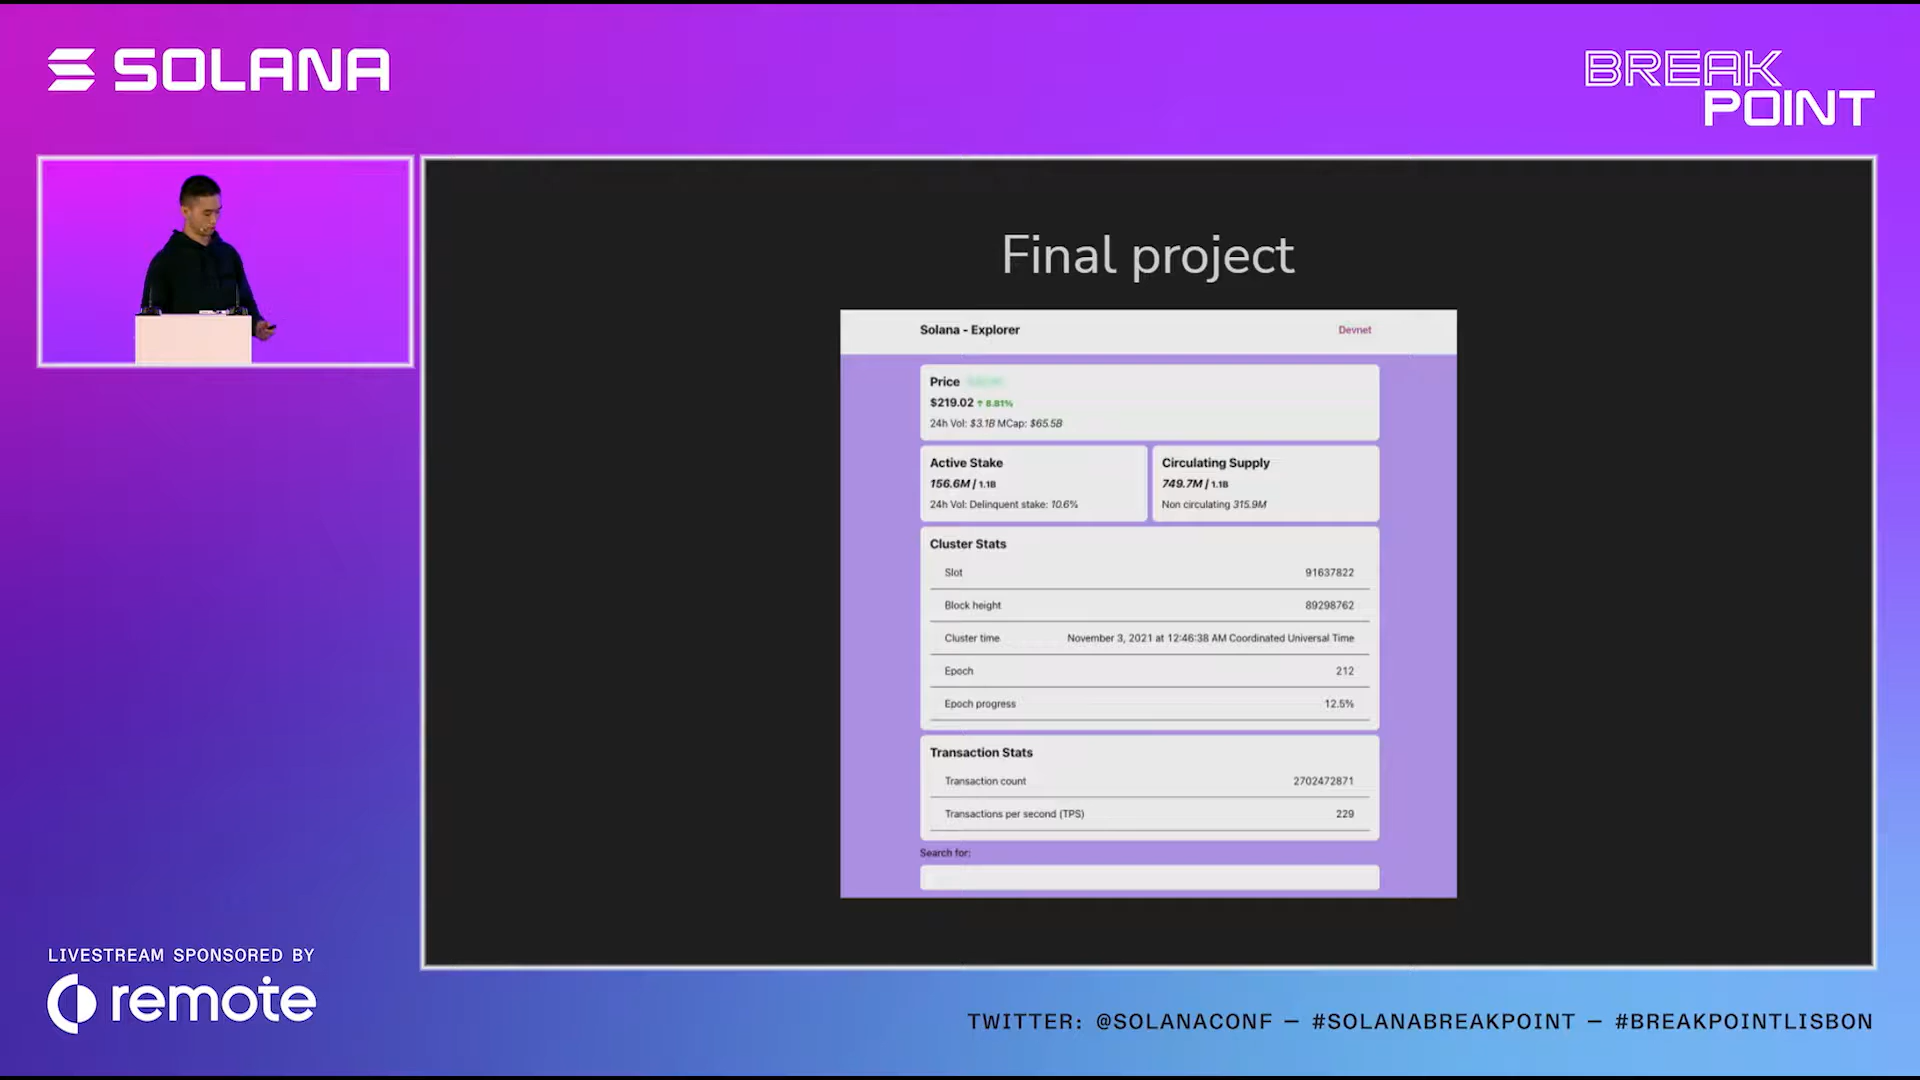 SOLANA
BREAK
POINT
Final project
Solana - Explorer
Devnet
Price
$219.02 ↑ 8.81%
24h Vol: $3.1B MCap: $65.5B
Active Stake
156.6M / 1.1B
24h Vol: Delinquent stake: 10.6%
Circulating Supply
749.7M / 1.1B
Non circulating 315.9M
Cluster Stats
Slot 91637822
Block height 89298762
Cluster time November 3, 2021 at 12:46:38 AM Coordinated Universal Time
Epoch 212
Epoch progress 12.5%
Transaction Stats
Transaction count 2702472871
Transactions per second (TPS) 229
Search for:
LIVESTREAM SPONSORED BY
remote
TWITTER: @SOLANACONF — #SOLANABREAKPOINT — #BREAKPOINTLISBON